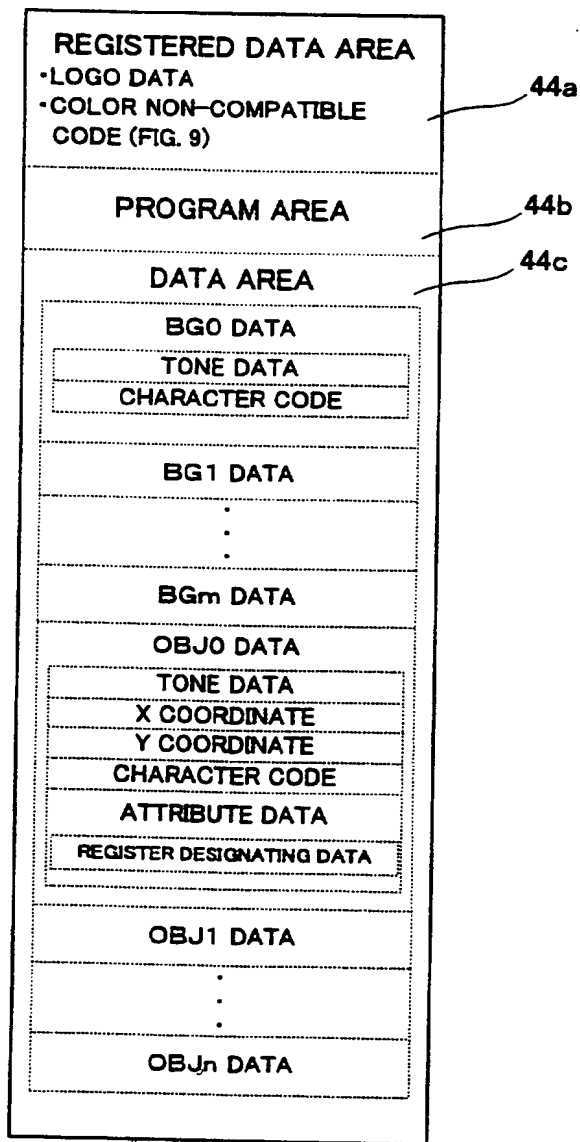 REGISTERED DATA AREA
·LOGO DATA
·COLOR NON-COMPATIBLE
CODE (FIG. 9)
44a
PROGRAM AREA
44b
44c
DATA AREA
BG0 DATA
TONE DATA
CHARACTER CODE
BG1 DATA
BGm DATA
OBJ0 DATA
TONE DATA
X COORDINATE
Y COORDINATE
CHARACTER CODE
ATTRIBUTE DATA
REGISTER DESIGNATING DATA
OBJ1 DATA
OBJn DATA